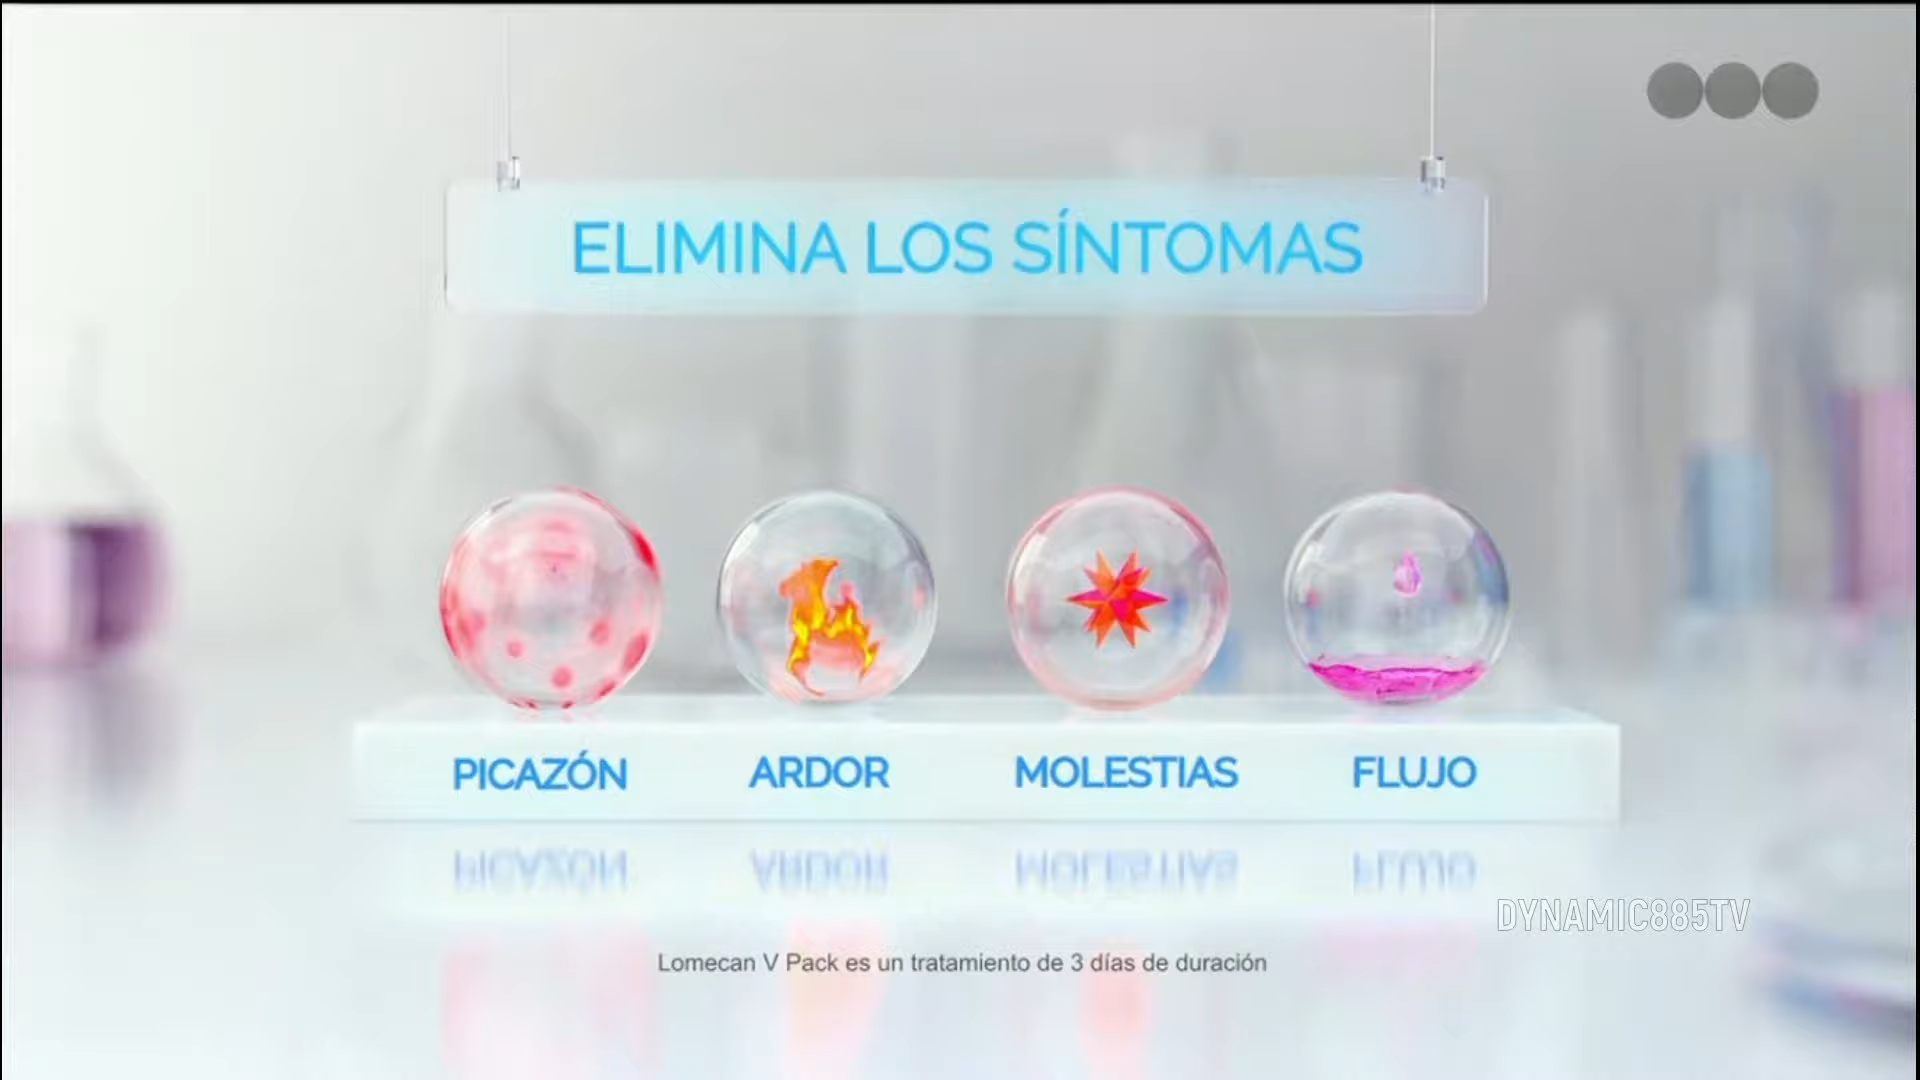 ELIMINA LOS SÍNTOMAS
PICAZÓN
ARDOR
MOLESTIAS
FLUJO
DYNAMIC885TV
Lomecan V Pack es un tratamiento de 3 días de duración